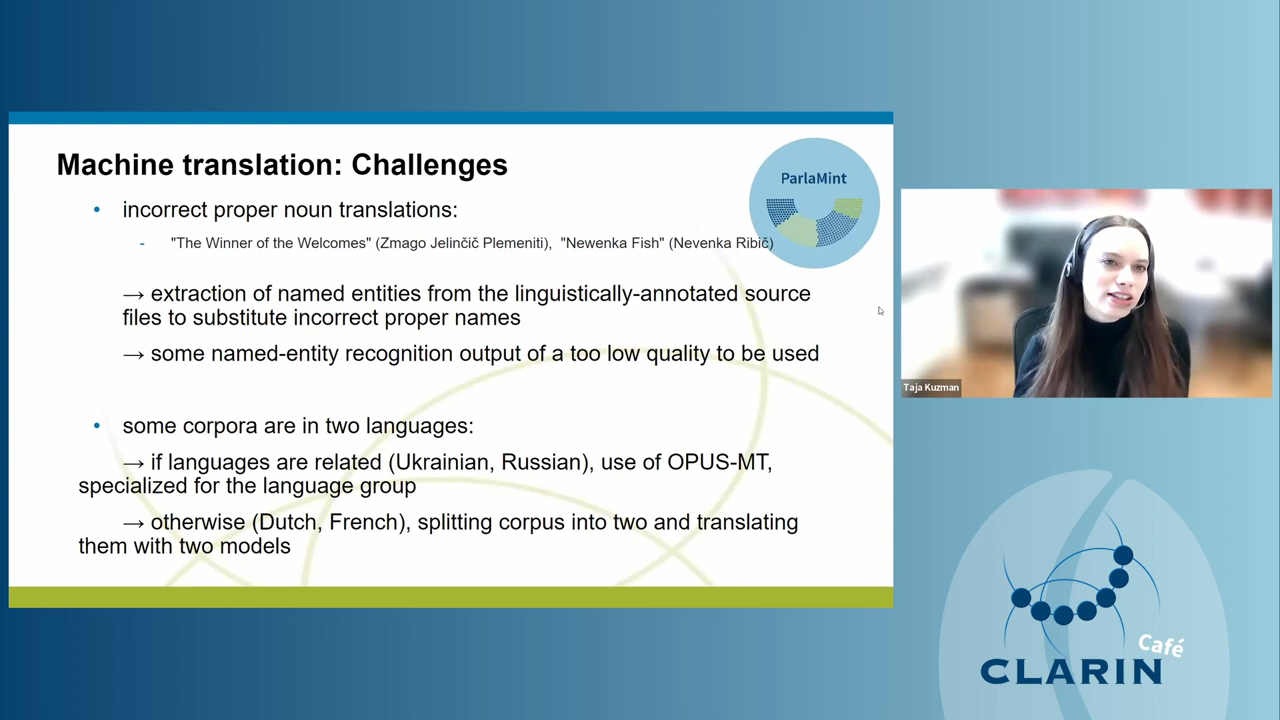 Machine translation: Challenges
ParlaMint
• incorrect proper noun translations:
- "The Winner of the Welcomes" (Zmago Jelinčič Plemeniti), "Newenka Fish" (Nevenka Ribič)
→ extraction of named entities from the linguistically-annotated source
files to substitute incorrect proper names
→ some named-entity recognition output of a too low quality to be used
• some corpora are in two languages:
→ if languages are related (Ukrainian, Russian), use of OPUS-MT,
specialized for the language group
→ otherwise (Dutch, French), splitting corpus into two and translating
them with two models
Taja Kuzman
Café
CLARIN